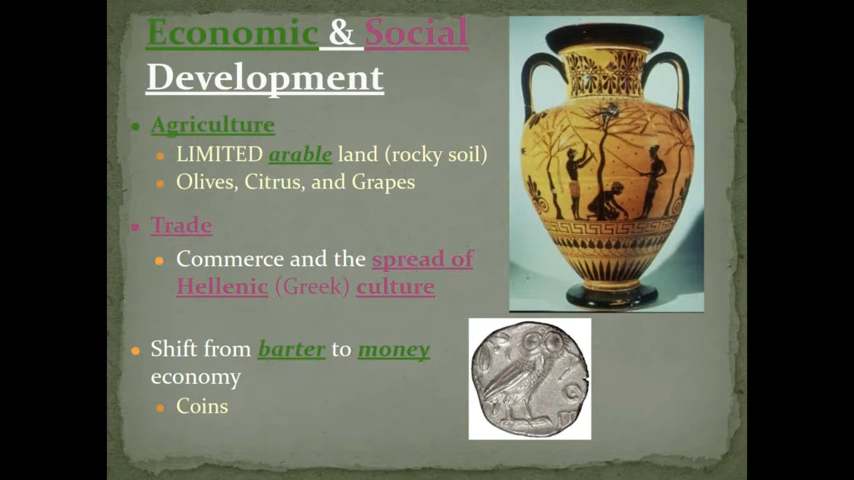 Economic & Social
Development
• Agriculture
• LIMITED arable land (rocky soil)
• Olives, Citrus, and Grapes
• Trade
• Commerce and the spread of
Hellenic (Greek) culture
• Shift from barter to money
economy
• Coins